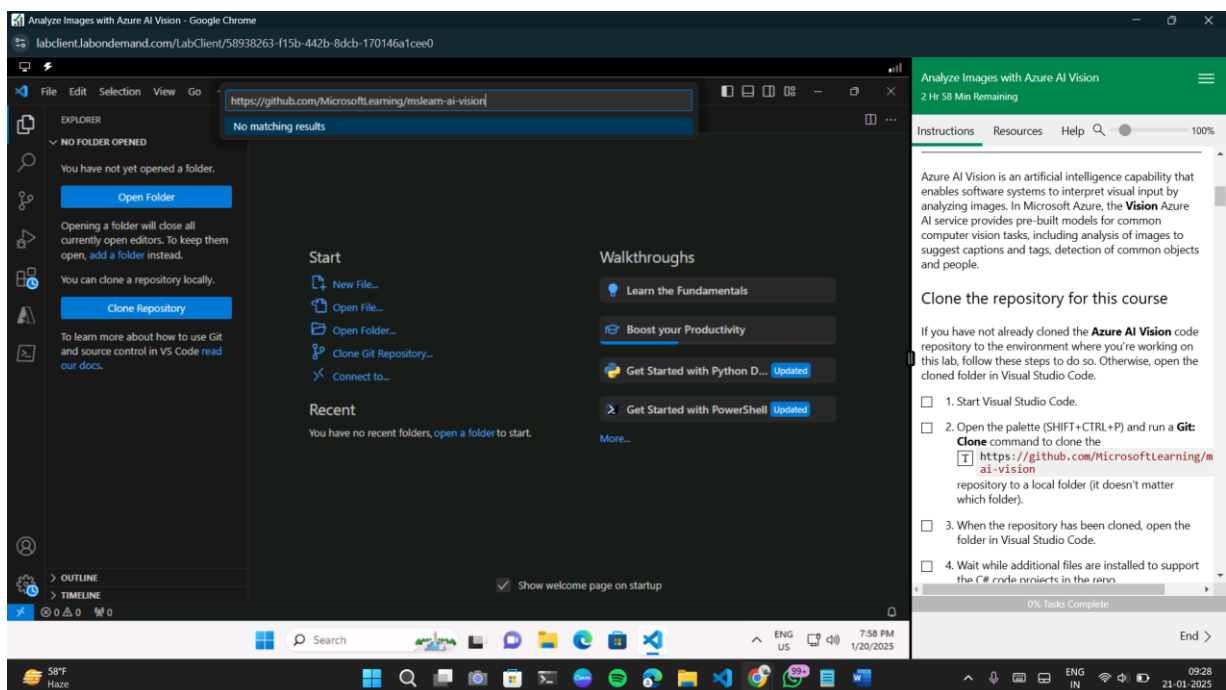 Analyze Images with Azure AI Vision - Google Chrome
labclient.labondemand.com/LabClient/58938263-f15b-442b-8dcb-170146a1cee0
File Edit Selection View Go
https://github.com/MicrosoftLearning/mslearn-ai-vision
No matching results
EXPLORER
NO FOLDER OPENED
You have not yet opened a folder.
Open Folder
Opening a folder will close all
currently open editors. To keep them
open, add a folder instead.
You can clone a repository locally.
Clone Repository
To learn more about how to use Git
and source control in VS Code read
our docs.
OUTLINE
TIMELINE
0 0 0
Start
New File...
Open File...
Open Folder...
Clone Git Repository...
Connect to...
Recent
You have no recent folders, open a folder to start.
Walkthroughs
Learn the Fundamentals
Boost your Productivity
Get Started with Python D... Updated
Get Started with PowerShell Updated
More...
Show welcome page on startup
Search
ENG
US
7:58 PM
1/20/2025
Analyze Images with Azure AI Vision
2 Hr 58 Min Remaining
Instructions Resources Help 100%
Azure AI Vision is an artificial intelligence capability that
enables software systems to interpret visual input by
analyzing images. In Microsoft Azure, the Vision Azure
AI service provides pre-built models for common
computer vision tasks, including analysis of images to
suggest captions and tags, detection of common objects
and people.
Clone the repository for this course
If you have not already cloned the Azure AI Vision code
repository to the environment where you're working on
this lab, follow these steps to do so. Otherwise, open the
cloned folder in Visual Studio Code.
1. Start Visual Studio Code.
2. Open the palette (SHIFT+CTRL+P) and run a Git:
Clone command to clone the
T https://github.com/MicrosoftLearning/m
ai-vision
repository to a local folder (it doesn't matter
which folder).
3. When the repository has been cloned, open the
folder in Visual Studio Code.
4. Wait while additional files are installed to support
the C# code projects in the repo
0% Tasks Complete
End >
58°F
Haze
99+
ENG
IN
09:28
21-01-2025